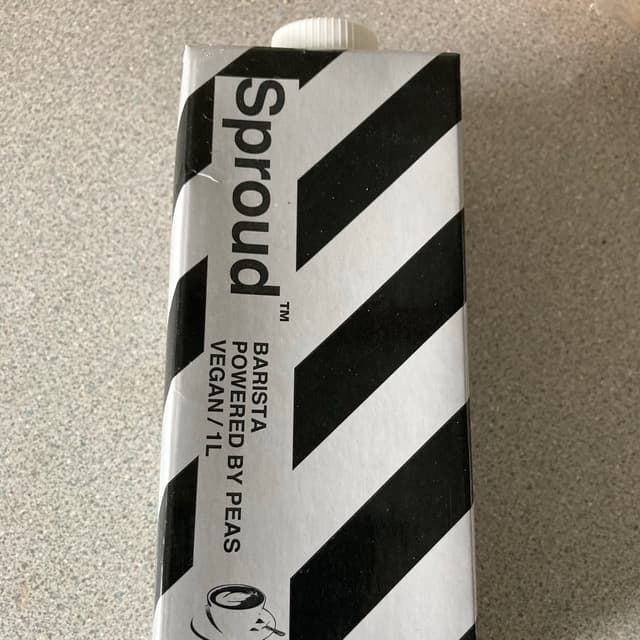 Sproud™
BARISTA
POWERED BY PEAS
VEGAN / 1L